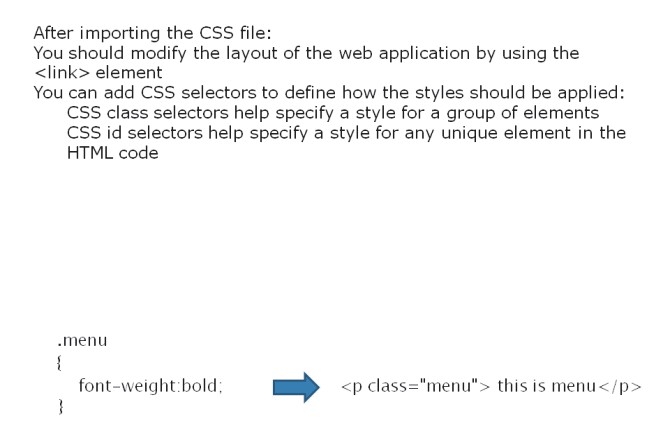 After importing the CSS file:
You should modify the layout of the web application by using the
<link> element
You can add CSS selectors to define how the styles should be applied:
CSS class selectors help specify a style for a group of elements
CSS id selectors help specify a style for any unique element in the
HTML code
.menu
{
font-weight:bold;
}
<p class="menu"> this is menu</p>